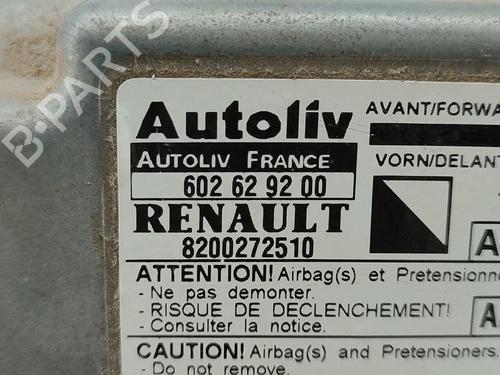 B-PARTS
Autoliv
AVANT/FORWA
AUTOLIV FRANCE
602 62 92 00
VORN/DELANT
RENAULT
8200272510
A
ATTENTION! Airbag(s) et Pretensionne
- Ne pas demonter.
- RISQUE DE DECLENCHEMENT!
A
- Consulter la notice.
CAUTION! Airbag(s) and Pretensioners.
- Do not remove.